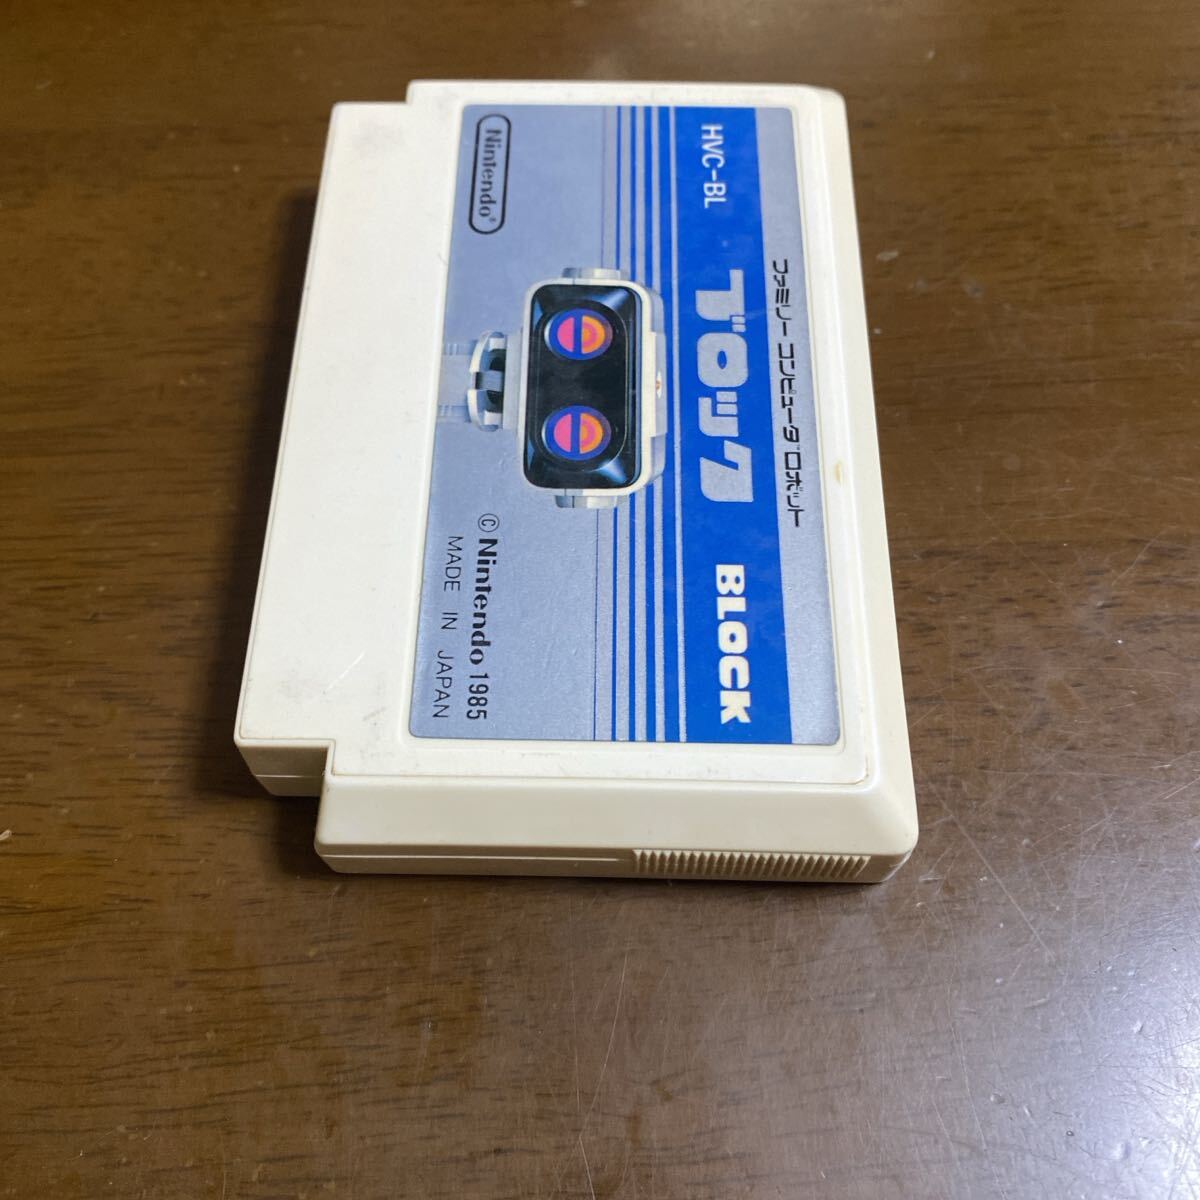 ファミリー コンピュータ ロボット
HVC-BL ブロック BLOCK
Nintendo®
© Nintendo 1985
MADE IN JAPAN